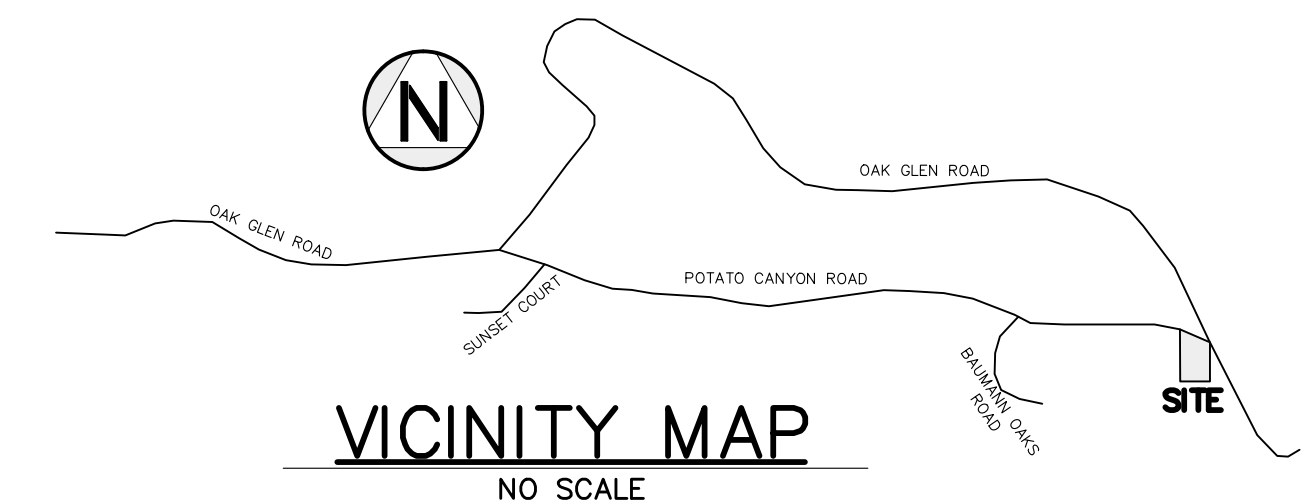 N
OAK GLEN ROAD
OAK GLEN ROAD
POTATO CANYON ROAD
SUNSET COURT
BAUMANN OAKS
ROAD
SITE
VICINITY MAP
NO SCALE